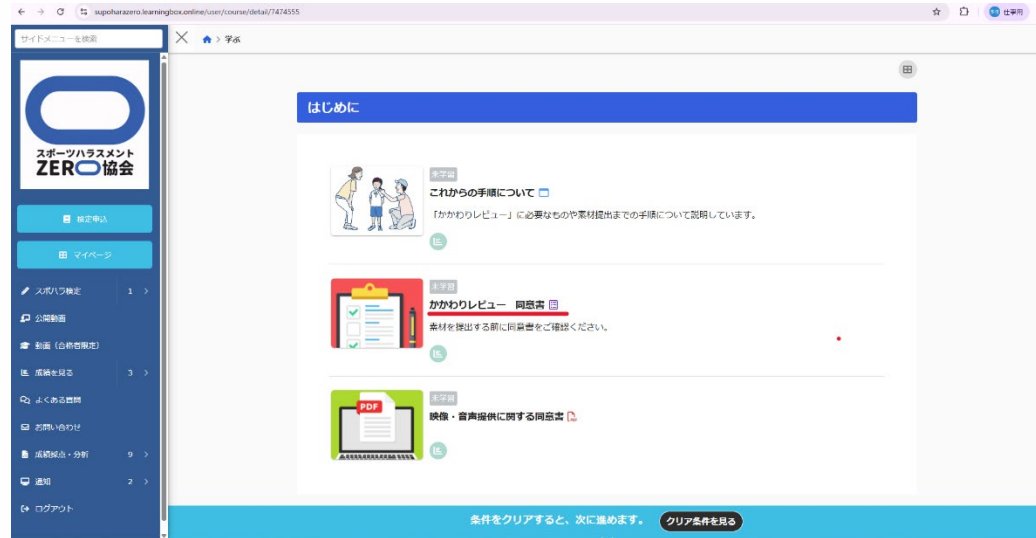 supoharazero.learningbox.online/user/course/detail/7474555
仕事用
サイドメニューを検索
> 学ぶ
スポーツハラスメント
ZERO協会
検定申込
マイページ
スポハラ検定 1 >
公開動画
動画（合格者限定）
成績を見る 3 >
よくある質問
お問い合わせ
成績採点・分析 9 >
通知 2 >
ログアウト
はじめに
未学習
これからの手順について
「かかわりレビュー」に必要なものや素材提出までの手順について説明しています。
未学習
かかわりレビュー　同意書
素材を提出する前に同意書をご確認ください。
未学習
PDF
映像・音声提供に関する同意書
条件をクリアすると、次に進めます。 クリア条件を見る